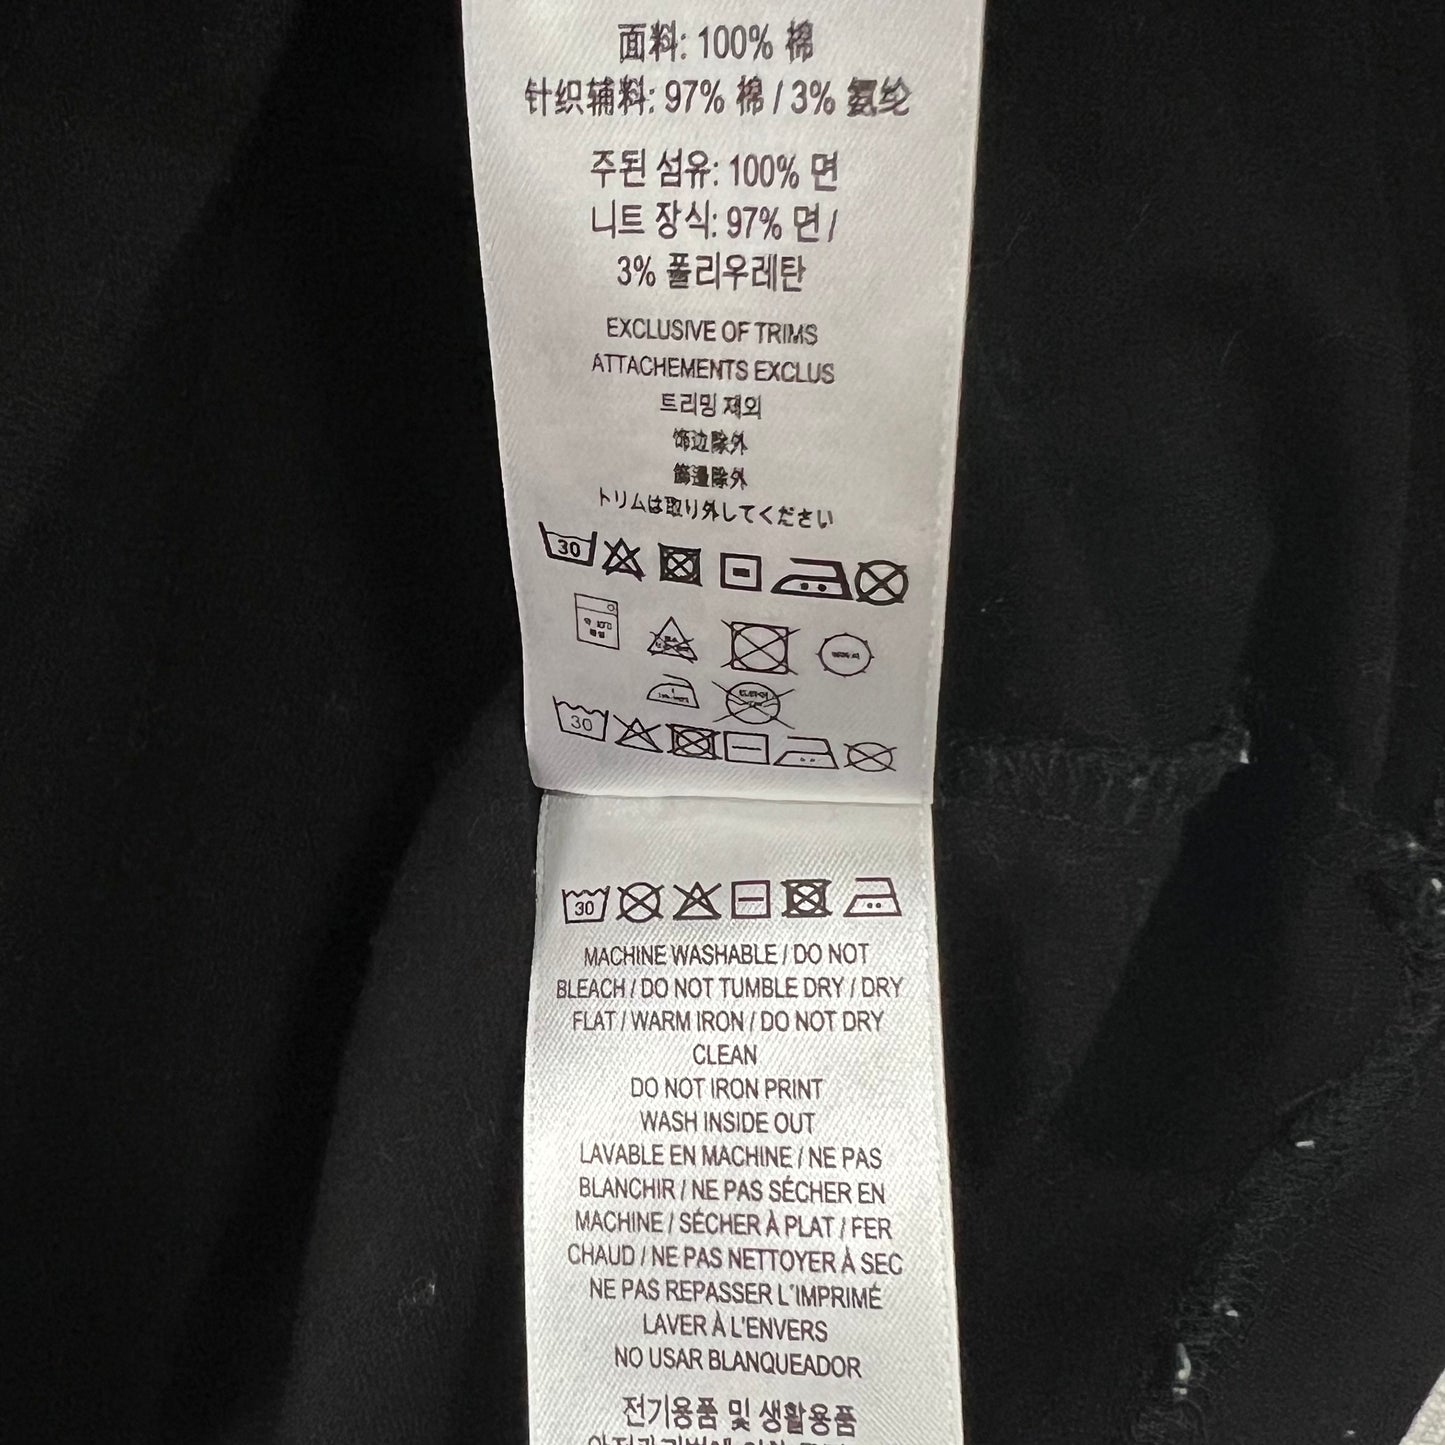 面料: 100% 棉
针织辅料: 97% 棉 / 3% 氨纶
주된 섬유: 100% 면
니트 장식: 97% 면 /
3% 폴리우레탄
EXCLUSIVE OF TRIMS
ATTACHEMENTS EXCLUS
트리밍 제외
饰边除外
飾邊除外
トリムは取り外してください
30
30
30
MACHINE WASHABLE / DO NOT
BLEACH / DO NOT TUMBLE DRY / DRY
FLAT / WARM IRON / DO NOT DRY
CLEAN
DO NOT IRON PRINT
WASH INSIDE OUT
LAVABLE EN MACHINE / NE PAS
BLANCHIR / NE PAS SÉCHER EN
MACHINE / SÉCHER À PLAT / FER
CHAUD / NE PAS NETTOYER À SEC
NE PAS REPASSER L'IMPRIMÉ
LAVER À L'ENVERS
NO USAR BLANQUEADOR
전기용품 및 생활용품